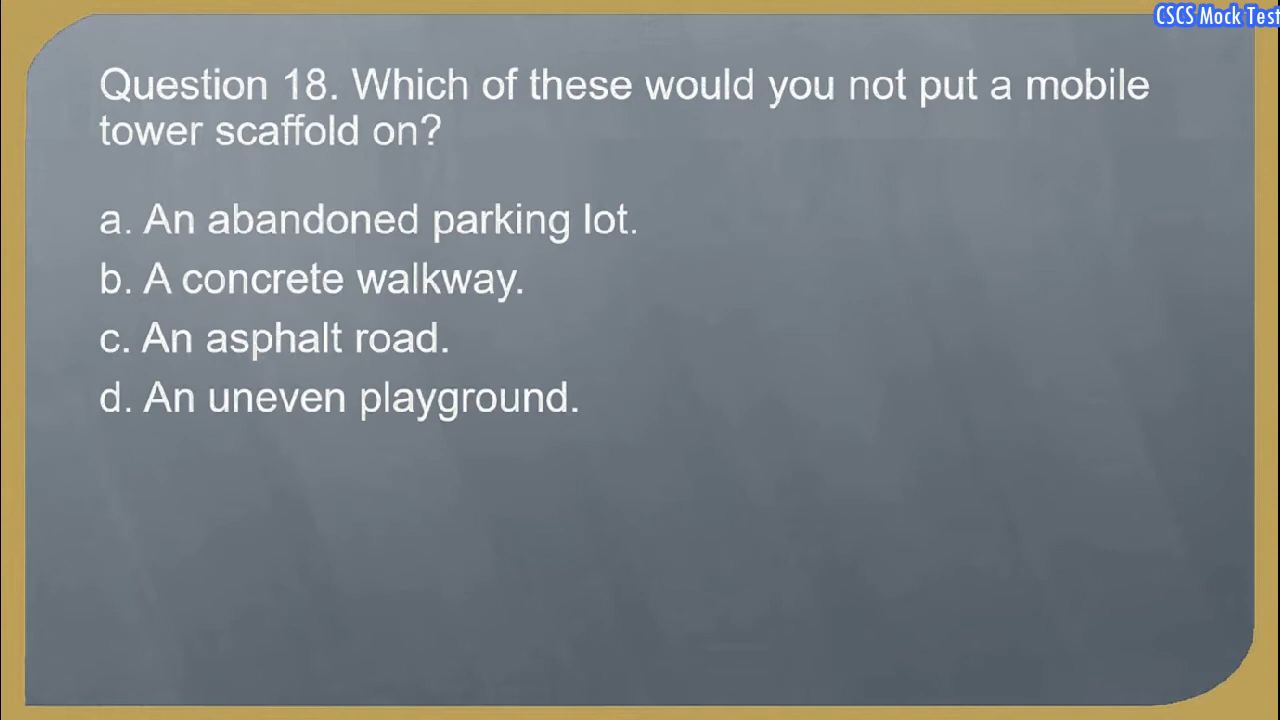 CSCS Mock Test
Question 18. Which of these would you not put a mobile
tower scaffold on?
a. An abandoned parking lot.
b. A concrete walkway.
c. An asphalt road.
d. An uneven playground.